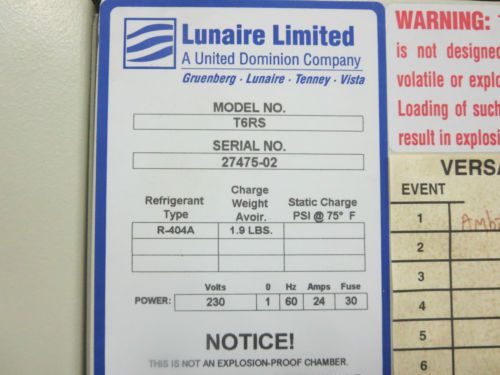 Lunaire Limited
A United Dominion Company
Gruenberg · Lunaire · Tenney · Vista
MODEL NO.
T6RS
SERIAL NO.
27475-02
Refrigerant Type
Charge Weight Avoir.
Static Charge PSI @ 75° F
R-404A 1.9 LBS.
Volts 0 Hz Amps Fuse
POWER: 230 1 60 24 30
NOTICE!
THIS IS NOT AN EXPLOSION-PROOF CHAMBER.
WARNING:
is not designed
volatile or explo
Loading of such
result in explosi
VERSA
EVENT
1 Amb
2
3
4
5
6